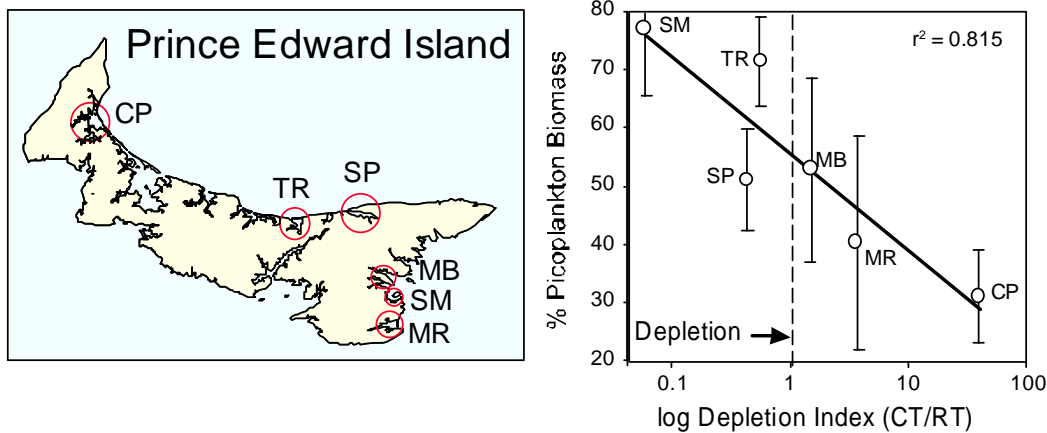 Prince Edward Island
CP
TR
SP
MB
SM
MR
80
70
60
50
40
30
20
% Picoplankton Biomass
SM
TR
r² = 0.815
SP
MB
MR
CP
Depletion
0.1
1
10
100
log Depletion Index (CT/RT)